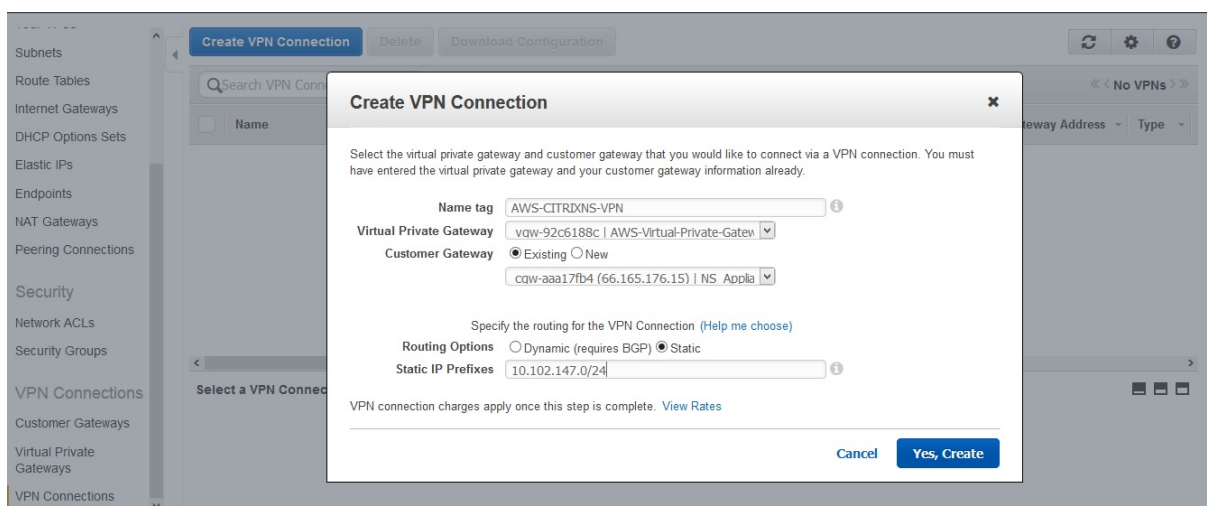 Subnets
Route Tables
Internet Gateways
DHCP Options Sets
Elastic IPs
Endpoints
NAT Gateways
Peering Connections
Security
Network ACLs
Security Groups
VPN Connections
Customer Gateways
Virtual Private
Gateways
VPN Connections
Create VPN Connection Delete Download Configuration
Search VPN Conn
« < No VPNs > »
Name
teway Address Type
Select a VPN Connec
Create VPN Connection
Select the virtual private gateway and customer gateway that you would like to connect via a VPN connection. You must
have entered the virtual private gateway and your customer gateway information already.
Name tag AWS-CITRIXNS-VPN
Virtual Private Gateway vgw-92c6188c | AWS-Virtual-Private-Gatew
Customer Gateway Existing New
cgw-aaa17fb4 (66.165.176.15) | NS_Applia
Specify the routing for the VPN Connection (Help me choose)
Routing Options Dynamic (requires BGP) Static
Static IP Prefixes 10.102.147.0/24
VPN connection charges apply once this step is complete. View Rates
Cancel Yes, Create